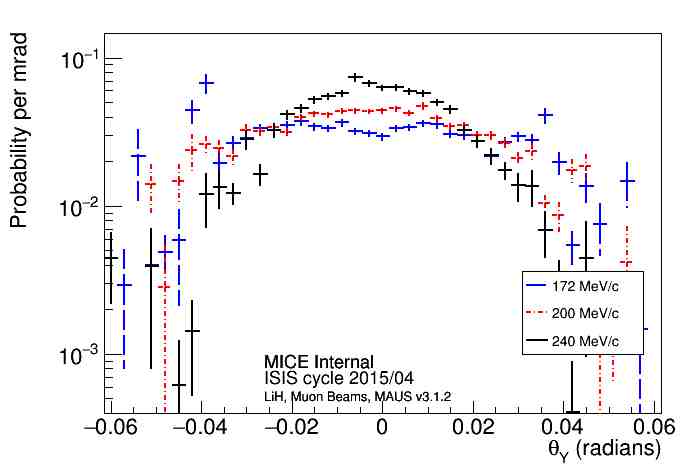 Probability per mrad
10⁻¹
10⁻²
10⁻³
172 MeV/c
200 MeV/c
240 MeV/c
MICE Internal
ISIS cycle 2015/04
LiH, Muon Beams, MAUS v3.1.2
−0.06 −0.04 −0.02 0 0.02 0.04 0.06
θ_Y (radians)